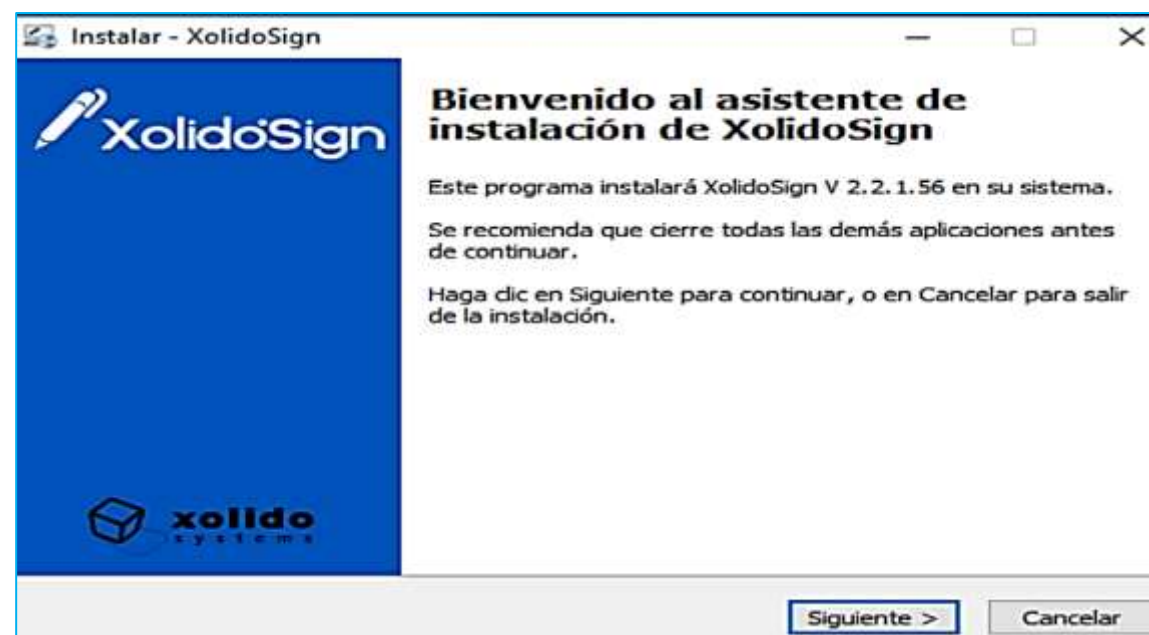 Instalar - XolidoSign
XolidoSign
Bienvenido al asistente de
instalación de XolidoSign
Este programa instalará XolidoSign V 2.2.1.56 en su sistema.
Se recomienda que cierre todas las demás aplicaciones antes
de continuar.
Haga clic en Siguiente para continuar, o en Cancelar para salir
de la instalación.
xolido
systems
Siguiente >
Cancelar